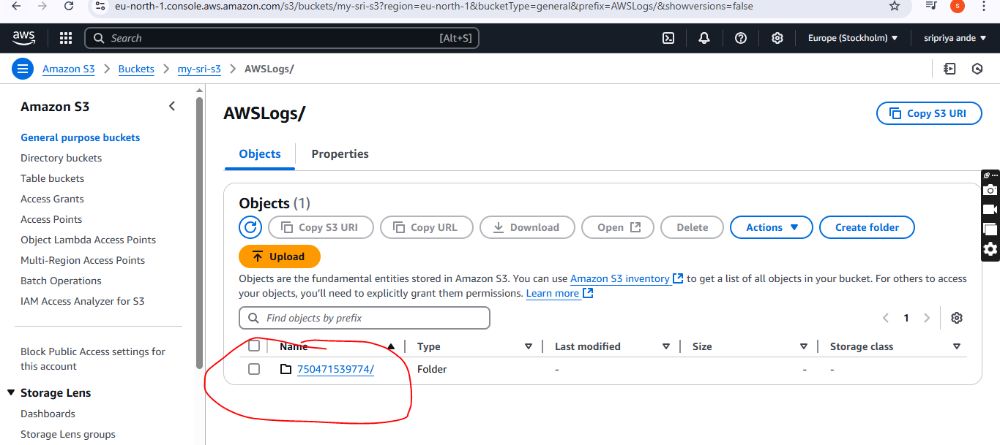 eu-north-1.console.aws.amazon.com/s3/buckets/my-sri-s3?region=eu-north-1&bucketType=general&prefix=AWSLogs/&showversions=false
S
aws
Search
[Alt+S]
Europe (Stockholm)
sripriya ande
Amazon S3
Buckets
my-sri-s3
AWSLogs/
Amazon S3
General purpose buckets
Directory buckets
Table buckets
Access Grants
Access Points
Object Lambda Access Points
Multi-Region Access Points
Batch Operations
IAM Access Analyzer for S3
Block Public Access settings for
this account
Storage Lens
Dashboards
Storage Lens groups
AWSLogs/
Copy S3 URI
Objects
Properties
Objects (1)
Copy S3 URI
Copy URL
Download
Open
Delete
Actions
Create folder
Upload
Objects are the fundamental entities stored in Amazon S3. You can use Amazon S3 inventory to get a list of all objects in your bucket. For others to access
your objects, you'll need to explicitly grant them permissions. Learn more
Find objects by prefix
1
Name
Type
Last modified
Size
Storage class
750471539774/
Folder
-
-
-